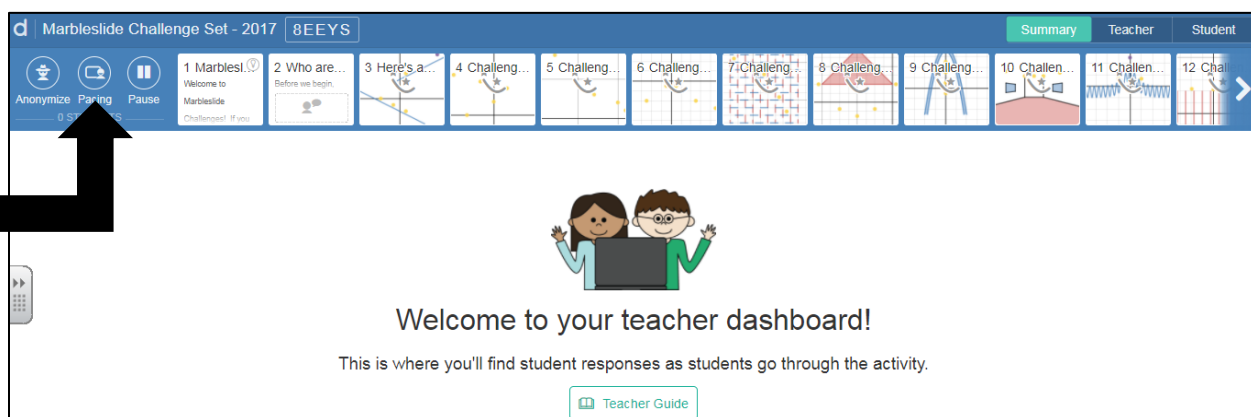 d Marbleslide Challenge Set - 2017 8EEYS Summary Teacher Student
1 Marblesl... 2 Who are... 3 Here's a... 4 Challeng... 5 Challeng... 6 Challeng... 7 Challeng... 8 Challeng... 9 Challeng... 10 Challen... 11 Challen... 12 Chall
Welcome to Before we begin,
Marbleslide
Anonymize Pacing Pause
Challenges! If you
Welcome to your teacher dashboard!
This is where you'll find student responses as students go through the activity.
Teacher Guide